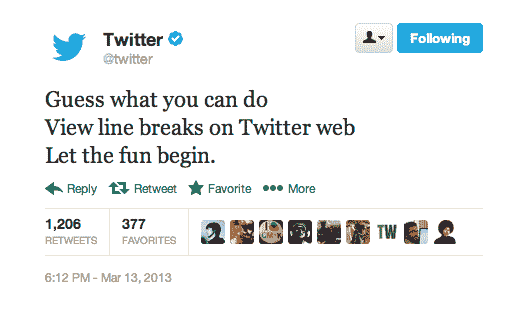 Twitter
@twitter
Following
Guess what you can do
View line breaks on Twitter web
Let the fun begin.
Reply Retweet Favorite More
1,206 377
RETWEETS FAVORITES
TW
6:12 PM - Mar 13, 2013